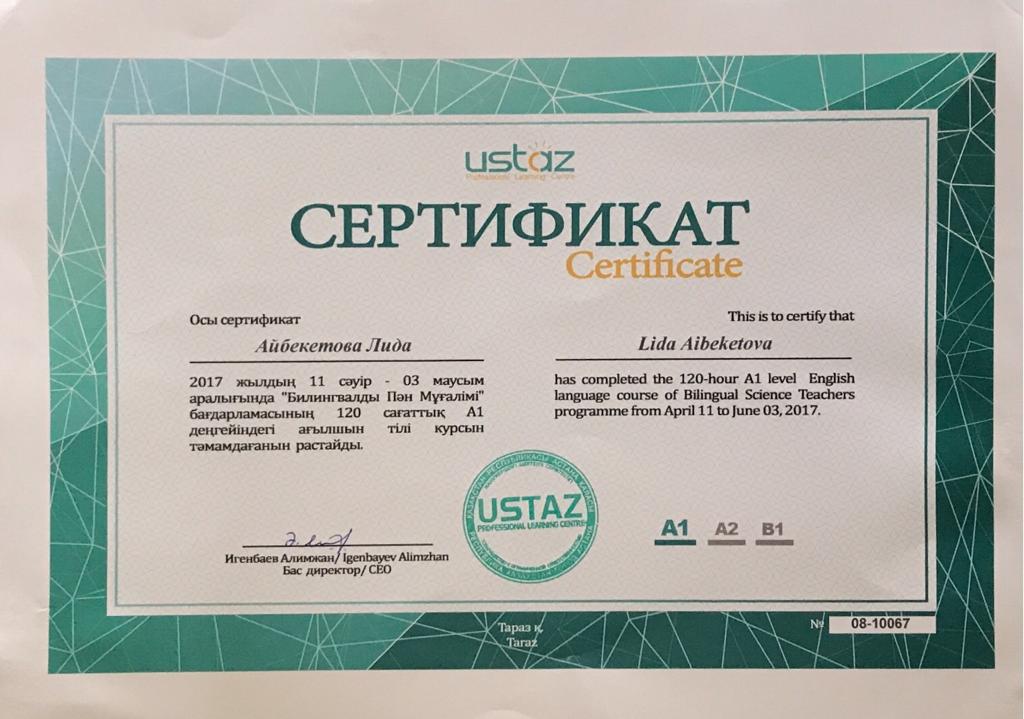 ustaz
Professional Learning Centre
СЕРТИФИКАТ
Certificate
Осы сертификат
Айбекетова Лида
2017 жылдың 11 сәуір - 03 маусым
аралығында "Билингвалды Пән Мұғалімі"
бағдарламасының 120 сағаттық А1
деңгейіндегі ағылшын тілі курсын
тәмамдағанын растайды.
This is to certify that
Lida Aibeketova
has completed the 120-hour A1 level English
language course of Bilingual Science Teachers
programme from April 11 to June 03, 2017.
USTAZ
PROFESSIONAL LEARNING CENTRE
A1 A2 B1
Игенбаев Алимжан/ Igenbayev Alimzhan
Бас директор/ CEO
Тараз қ.
Taraz
№ 08-10067